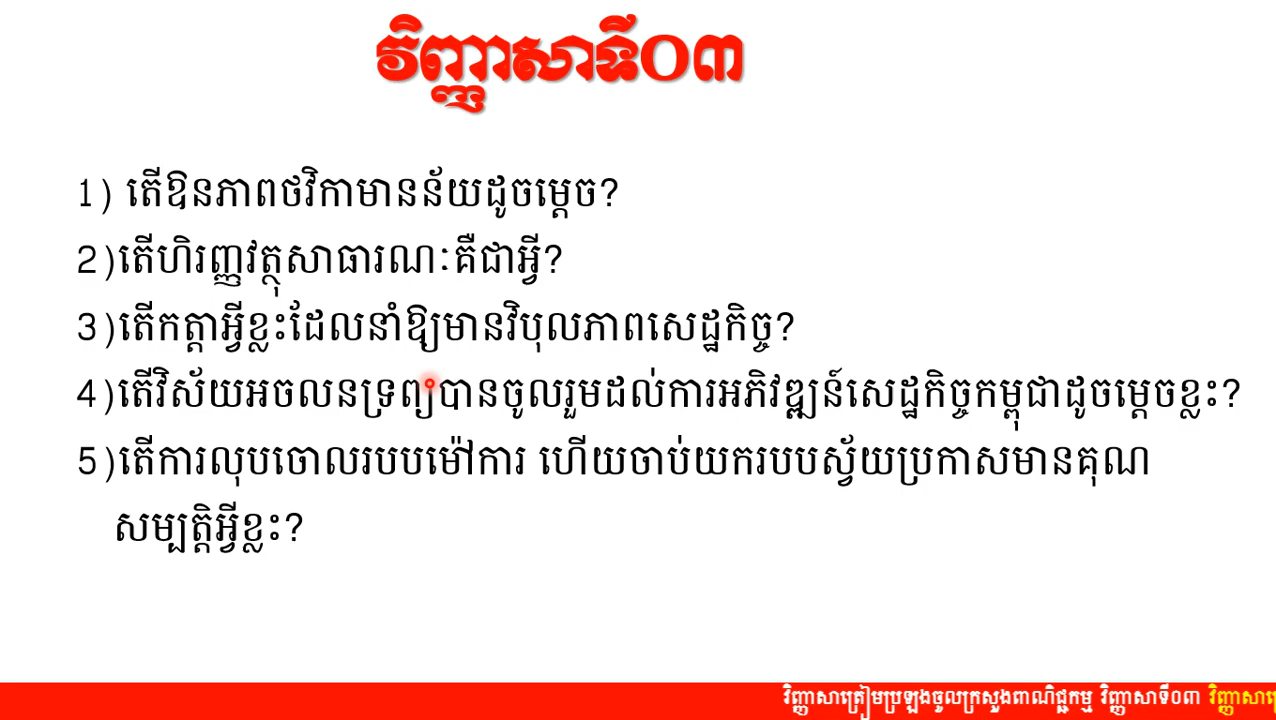 វិញ្ញាសាទី០៣
1) តើឱនភាពថវិកាមានន័យដូចម្ដេច?
2)តើហិរញ្ញវត្ថុសាធារណៈគឺជាអ្វី?
3)តើកត្តាអ្វីខ្លះដែលនាំឱ្យមានវិបុលភាពសេដ្ឋកិច្ច?
4)តើវិស័យអចលនទ្រព្យបានចូលរួមដល់ការអភិវឌ្ឍន៍សេដ្ឋកិច្ចកម្ពុជាដូចម្ដេចខ្លះ?
5)តើការលុបចោលរបបម៉ៅការ ហើយចាប់យករបបស្វ័យប្រកាសមានគុណ
សម្បត្តិអ្វីខ្លះ?
វិញ្ញាសាត្រៀមប្រឡងចូលក្រសួងពាណិជ្ជកម្ម វិញ្ញាសាទី០៣ វិញ្ញាសា